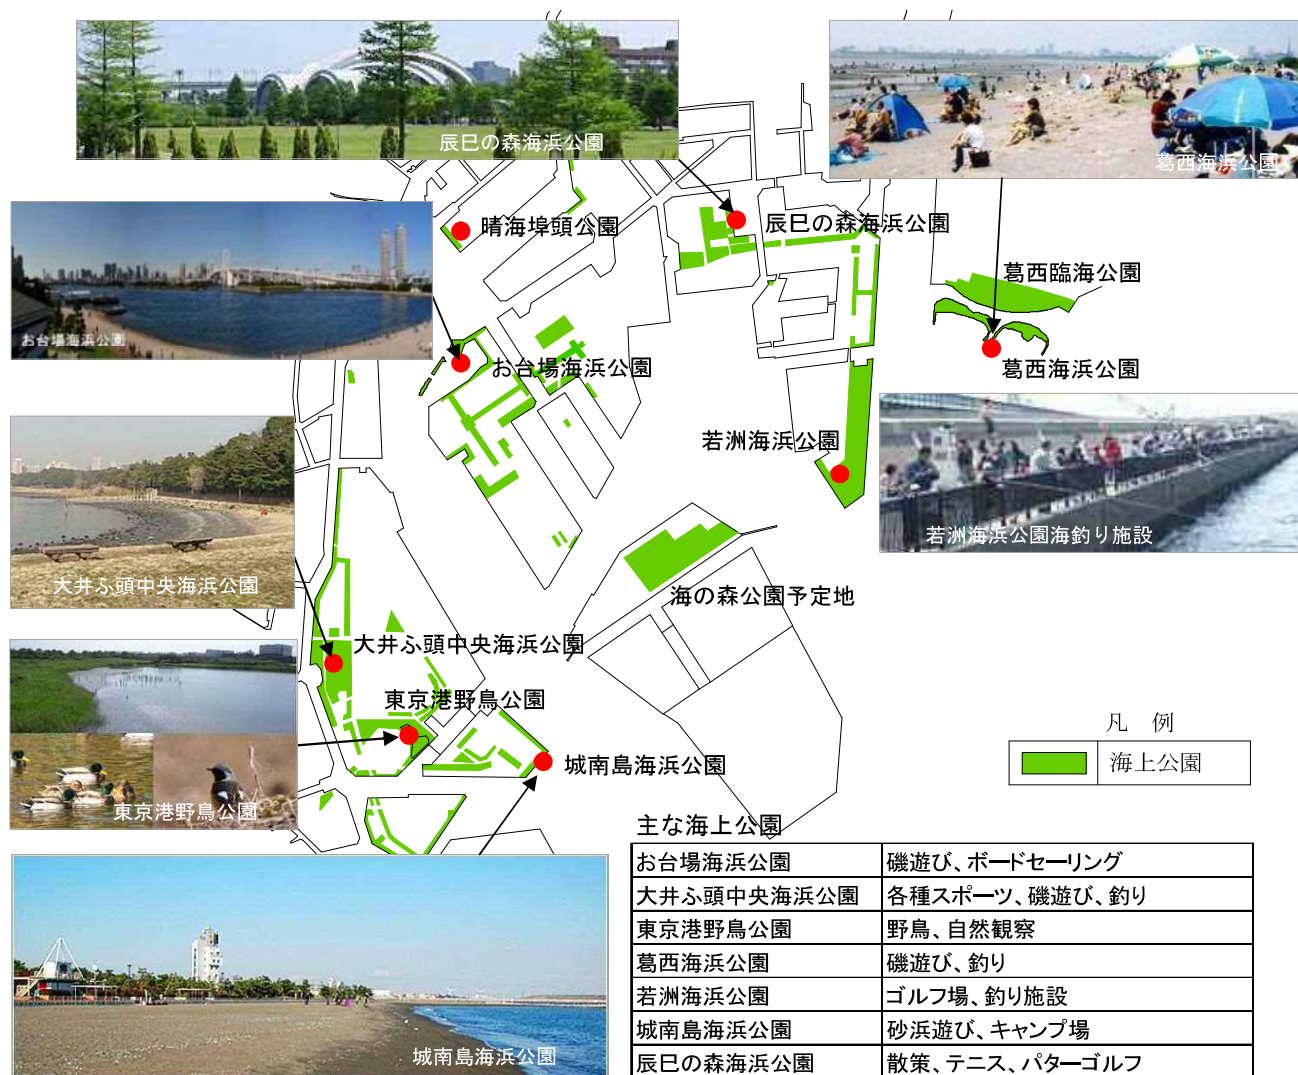 辰巳の森海浜公園
葛西海浜公園
晴海埠頭公園
辰巳の森海浜公園
葛西臨海公園
お台場海浜公園
お台場海浜公園
葛西海浜公園
若洲海浜公園
若洲海浜公園海釣り施設
大井ふ頭中央海浜公園
海の森公園予定地
大井ふ頭中央海浜公園
東京港野鳥公園
城南島海浜公園
東京港野鳥公園
凡 例
海上公園
城南島海浜公園
主な海上公園
お台場海浜公園 磯遊び、ボードセーリング
大井ふ頭中央海浜公園 各種スポーツ、磯遊び、釣り
東京港野鳥公園 野鳥、自然観察
葛西海浜公園 磯遊び、釣り
若洲海浜公園 ゴルフ場、釣り施設
城南島海浜公園 砂浜遊び、キャンプ場
辰巳の森海浜公園 散策、テニス、パターゴルフ